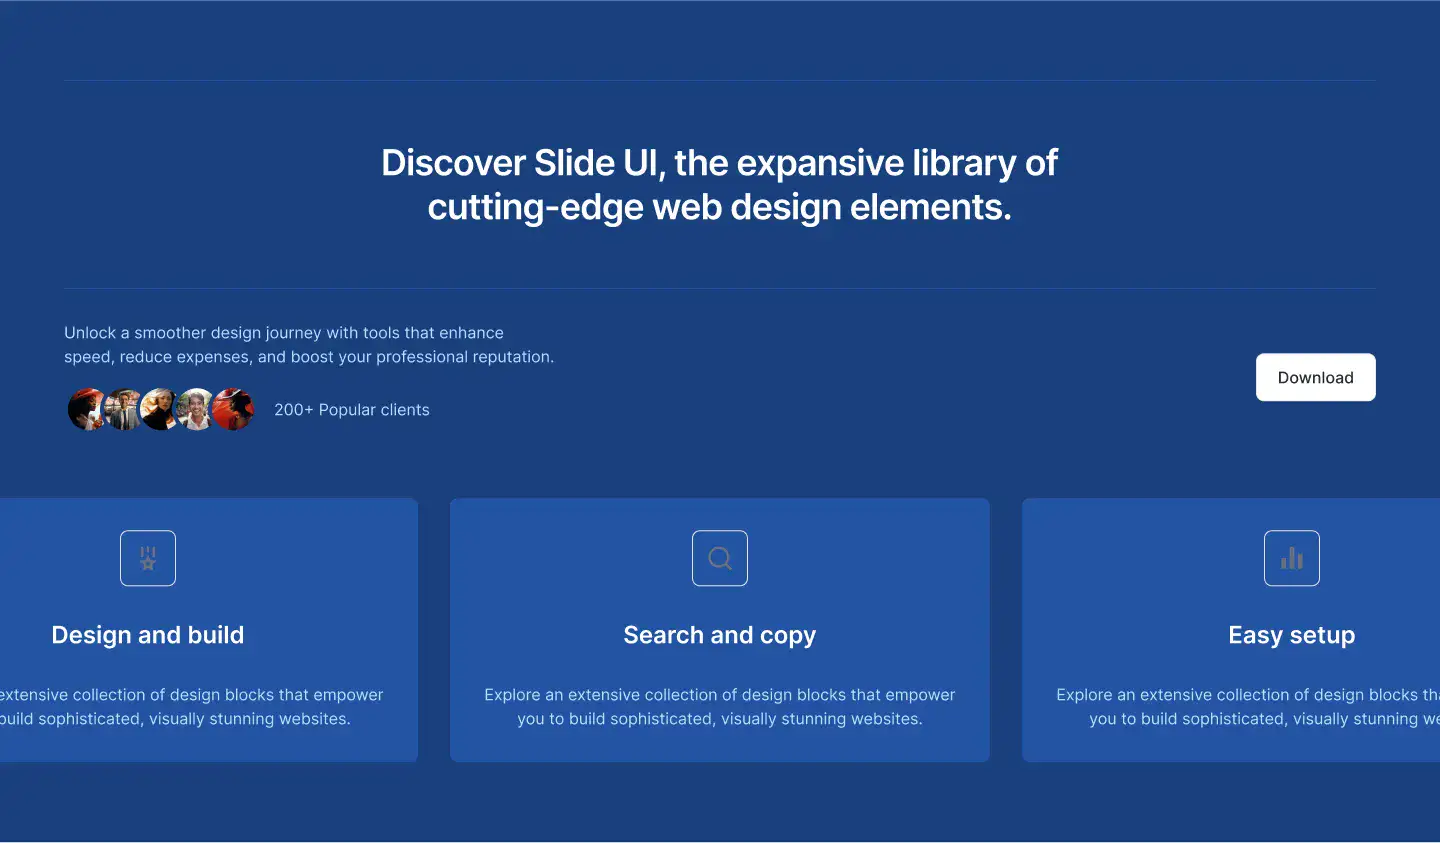 Discover Slide UI, the expansive library of
cutting-edge web design elements.
Unlock a smoother design journey with tools that enhance
speed, reduce expenses, and boost your professional reputation.
200+ Popular clients
Download
Design and build
extensive collection of design blocks that empower
build sophisticated, visually stunning websites.
Search and copy
Explore an extensive collection of design blocks that empower
you to build sophisticated, visually stunning websites.
Easy setup
Explore an extensive collection of design blocks
you to build sophisticated, visually stunning